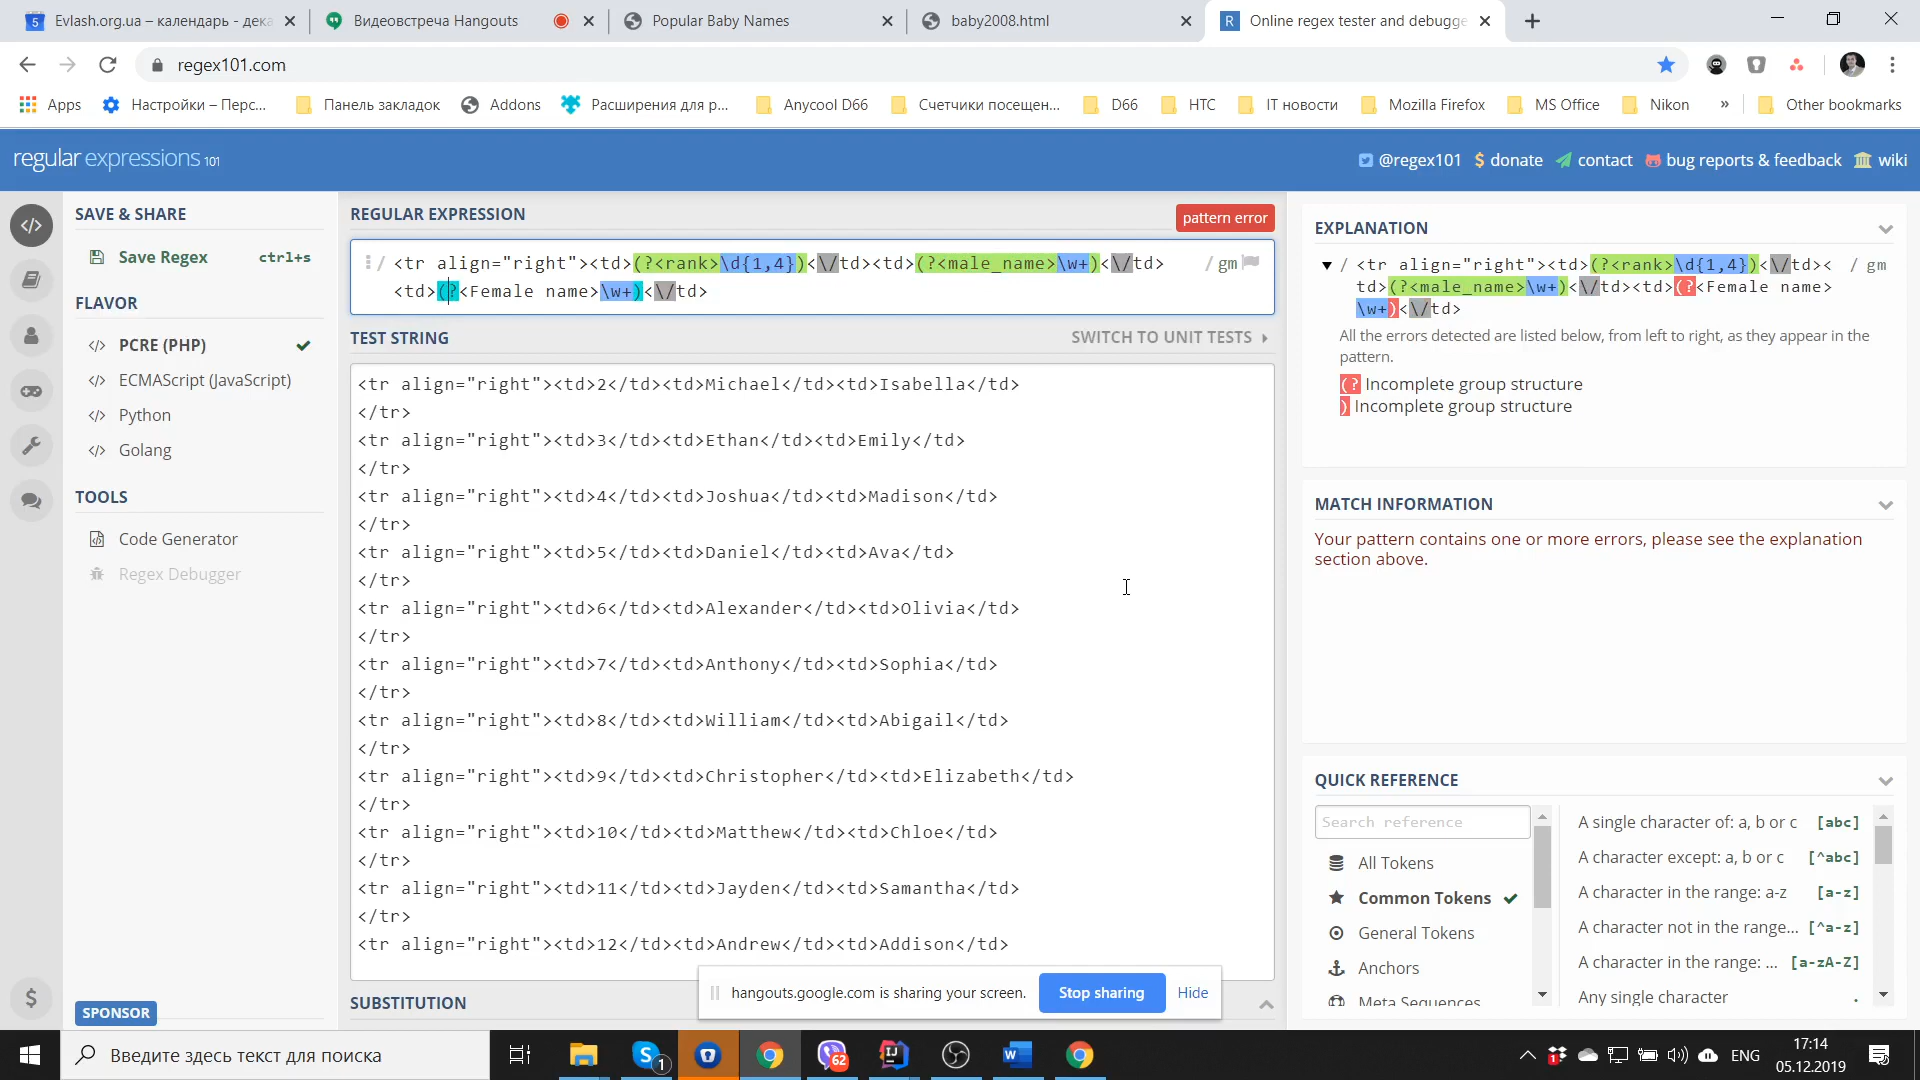 Evlash.org.ua – календарь - дека
Видеовстреча Hangouts
Popular Baby Names
baby2008.html
Online regex tester and debugge
regex101.com
Apps
Настройки – Перс...
Панель закладок
Addons
Расширения для р...
Anycool D66
Счетчики посещен...
D66
HTC
IT новости
Mozilla Firefox
MS Office
Nikon
»
Other bookmarks
regular expressions 101
@regex101
$ donate
contact
bug reports & feedback
wiki
SAVE & SHARE
Save Regex ctrl+s
FLAVOR
</> PCRE (PHP)
</> ECMAScript (JavaScript)
</> Python
</> Golang
TOOLS
Code Generator
Regex Debugger
SPONSOR
REGULAR EXPRESSION
pattern error
/ <tr align="right"><td>(?<rank>\d{1,4})<\/td><td>(?<male_name>\w+)<\/td> / gm
<td>(?<Female name>\w+)<\/td>
TEST STRING
SWITCH TO UNIT TESTS
<tr align="right"><td>2</td><td>Michael</td><td>Isabella</td>
</tr>
<tr align="right"><td>3</td><td>Ethan</td><td>Emily</td>
</tr>
<tr align="right"><td>4</td><td>Joshua</td><td>Madison</td>
</tr>
<tr align="right"><td>5</td><td>Daniel</td><td>Ava</td>
</tr>
<tr align="right"><td>6</td><td>Alexander</td><td>Olivia</td>
</tr>
<tr align="right"><td>7</td><td>Anthony</td><td>Sophia</td>
</tr>
<tr align="right"><td>8</td><td>William</td><td>Abigail</td>
</tr>
<tr align="right"><td>9</td><td>Christopher</td><td>Elizabeth</td>
</tr>
<tr align="right"><td>10</td><td>Matthew</td><td>Chloe</td>
</tr>
<tr align="right"><td>11</td><td>Jayden</td><td>Samantha</td>
</tr>
<tr align="right"><td>12</td><td>Andrew</td><td>Addison</td>
SUBSTITUTION
hangouts.google.com is sharing your screen.
Stop sharing
Hide
EXPLANATION
/ <tr align="right"><td>(?<rank>\d{1,4})<\/td>< / gm
td>(?<male_name>\w+)<\/td><td>(?<Female name>
\w+)<\/td>
All the errors detected are listed below, from left to right, as they appear in the
pattern.
(? Incomplete group structure
) Incomplete group structure
MATCH INFORMATION
Your pattern contains one or more errors, please see the explanation
section above.
QUICK REFERENCE
Search reference
All Tokens
Common Tokens
General Tokens
Anchors
Meta Sequences
A single character of: a, b or c [abc]
A character except: a, b or c [^abc]
A character in the range: a-z [a-z]
A character not in the range... [^a-z]
A character in the range: ... [a-zA-Z]
Any single character .
Введите здесь текст для поиска
1
62
ENG
17:14
05.12.2019